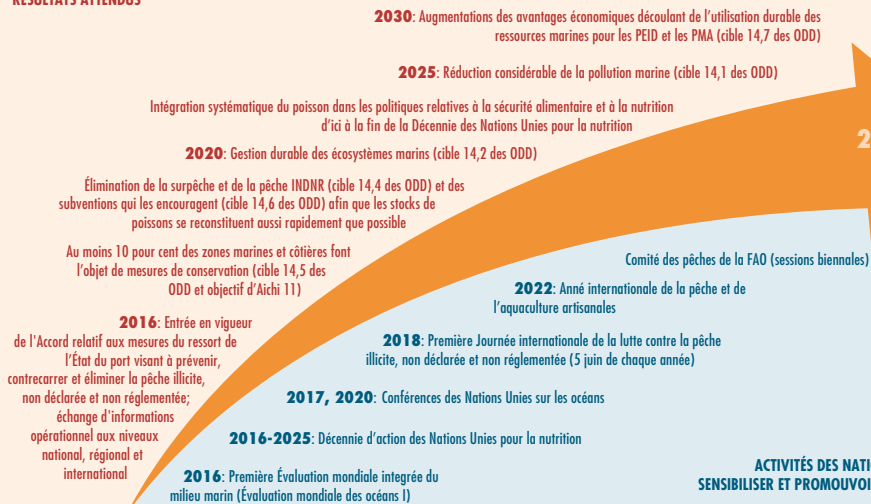 RÉSULTATS ATTENDUS
2030: Augmentations des avantages économiques découlant de l'utilisation durable des
ressources marines pour les PEID et les PMA (cible 14,7 des ODD)
2025: Réduction considérable de la pollution marine (cible 14,1 des ODD)
Intégration systématique du poisson dans les politiques relatives à la sécurité alimentaire et à la nutrition
d'ici à la fin de la Décennie des Nations Unies pour la nutrition
2020: Gestion durable des écosystèmes marins (cible 14,2 des ODD)
Élimination de la surpêche et de la pêche INDNR (cible 14,4 des ODD) et des
subventions qui les encouragent (cible 14,6 des ODD) afin que les stocks de
poissons se reconstituent aussi rapidement que possible
Au moins 10 pour cent des zones marines et côtières font
l'objet de mesures de conservation (cible 14,5 des
ODD et objectif d'Aichi 11)
2016: Entrée en vigueur
de l'Accord relatif aux mesures du ressort de
l'État du port visant à prévenir,
contrecarrer et éliminer la pêche illicite,
non déclarée et non réglementée;
échange d'informations
opérationnel aux niveaux
national, régional et
international
2
Comité des pêches de la FAO (sessions biennales)
2022: Anné internationale de la pêche et de
l'aquaculture artisanales
2018: Première Journée internationale de la lutte contre la pêche
illicite, non déclarée et non réglementée (5 juin de chaque année)
2017, 2020: Conférences des Nations Unies sur les océans
2016-2025: Décennie d'action des Nations Unies pour la nutrition
2016: Première Évaluation mondiale integrée du
milieu marin (Évaluation mondiale des océans I)
ACTIVITÉS DES NATI
SENSIBILISER ET PROMOUVOI